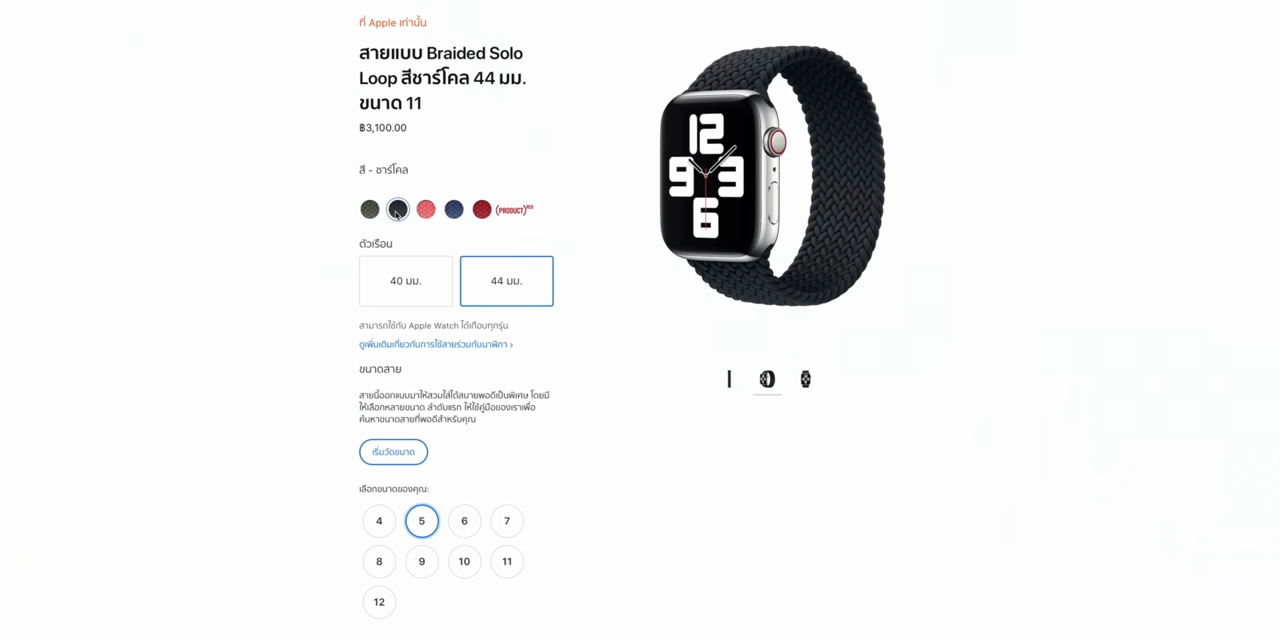 ที่ Apple เท่านั้น
สายแบบ Braided Solo
Loop สีชาร์โคล 44 มม.
ขนาด 11
฿3,100.00
สี - ชาร์โคล
(PRODUCT)RED
ตัวเรือน
40 มม.
44 มม.
สามารถใช้กับ Apple Watch ได้เกือบทุกรุ่น
ดูเพิ่มเติมเกี่ยวกับการใช้สายร่วมกับนาฬิกา ›
ขนาดสาย
สายนี้ออกแบบมาให้สวมใส่ได้สบายพอดีเป็นพิเศษ โดยมี
ให้เลือกหลายขนาด ลำดับแรก ให้ใช้คู่มือของเราเพื่อ
ค้นหาขนาดสายที่พอดีสำหรับคุณ
เริ่มวัดขนาด
เลือกขนาดของคุณ:
4 5 6 7
8 9 10 11
12
12
9 3
6